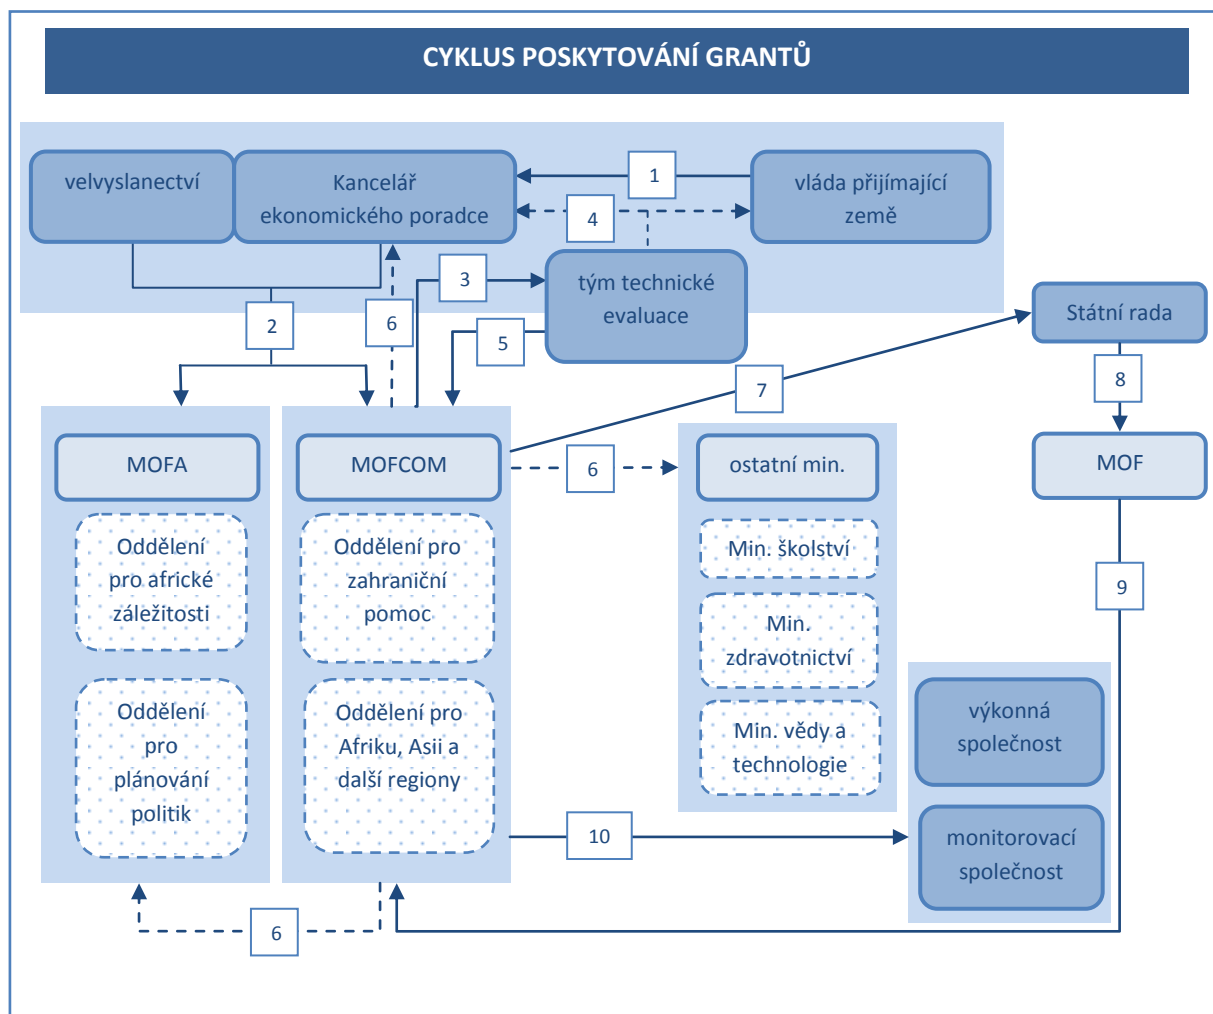 CYKLUS POSKYTOVÁNÍ GRANTŮ
velvyslanectví
Kancelář
ekonomického poradce
1
vláda přijímající
země
4
3
tým technické
evaluace
2
6
5
Státní rada
7
8
MOFA
MOFCOM
6
ostatní min.
MOF
Oddělení
pro africké
záležitosti
Oddělení pro
zahraniční
pomoc
Min. školství
9
Min.
zdravotnictví
Oddělení
pro
plánování
politik
Oddělení pro
Afriku, Asii a
další regiony
Min. vědy a
technologie
výkonná
společnost
10
monitorovací
společnost
6